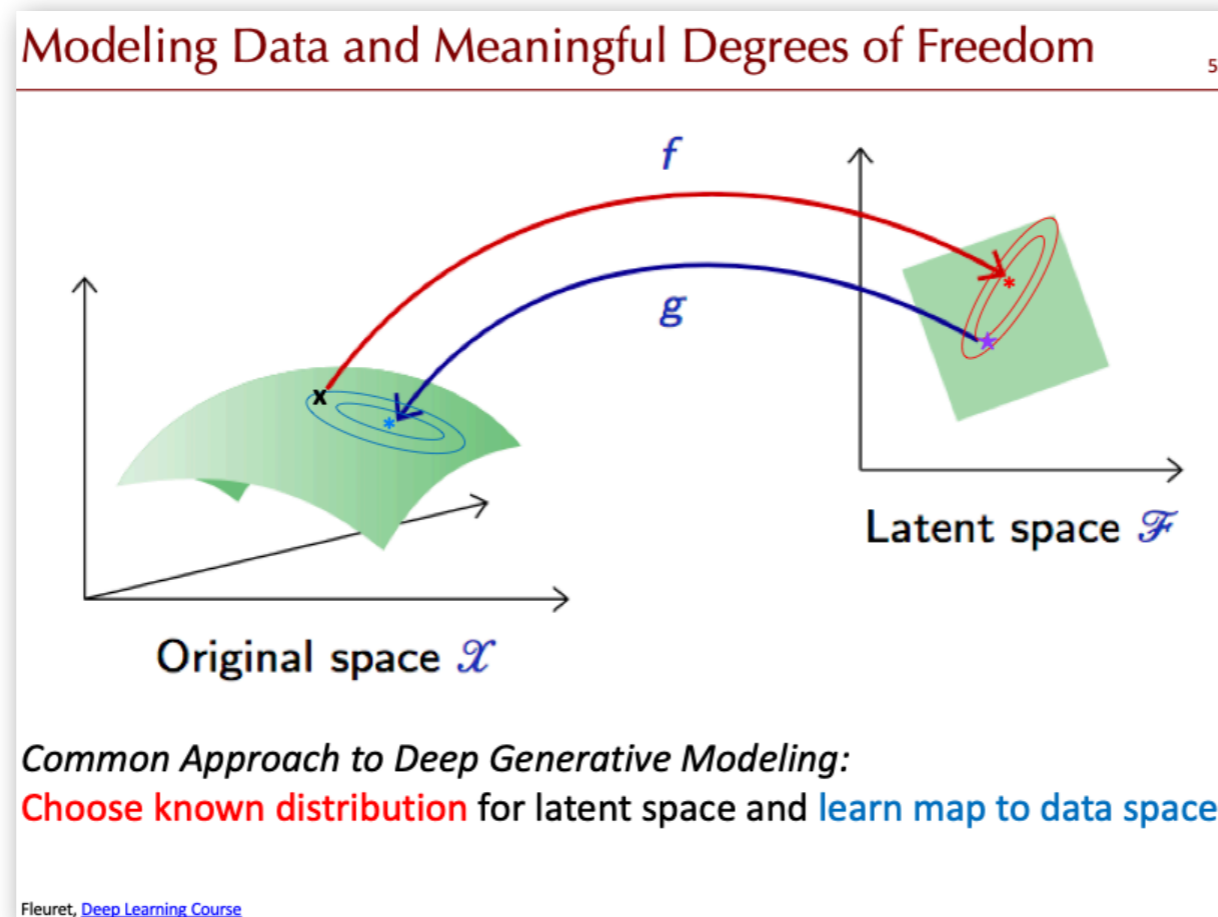 Modeling Data and Meaningful Degrees of Freedom
5
f
g
x
Latent space ℱ
Original space 𝒳
Common Approach to Deep Generative Modeling:
Choose known distribution for latent space and learn map to data space
Fleuret, Deep Learning Course